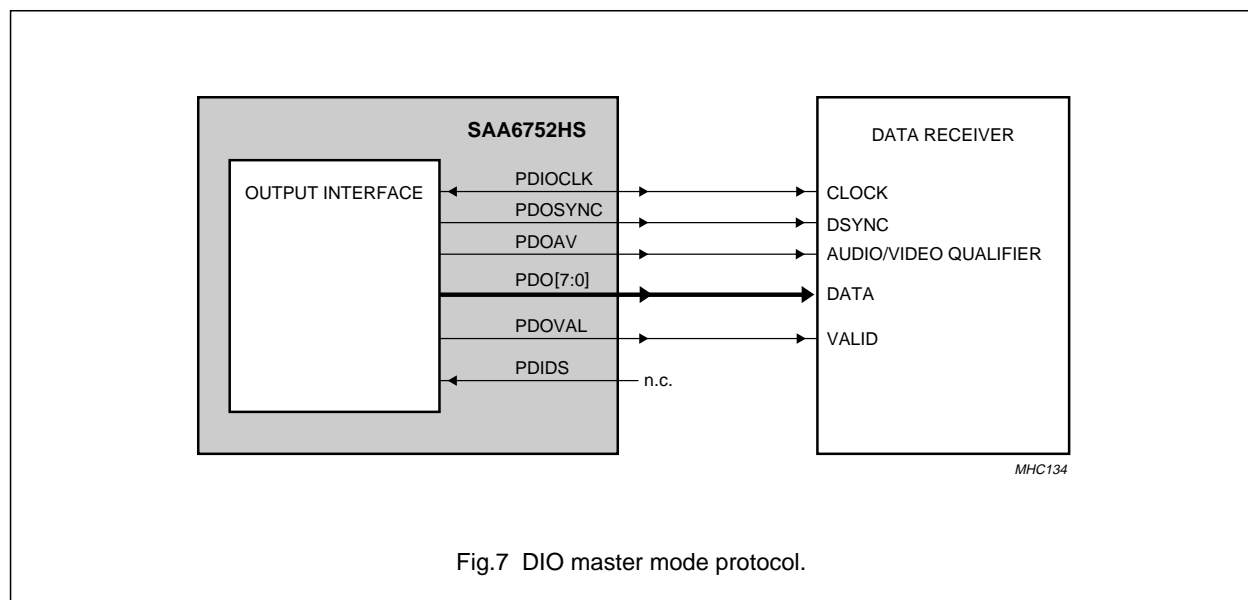 SAA6752HS
OUTPUT INTERFACE
PDIOCLK
PDOSYNC
PDOAV
PDO[7:0]
PDOVAL
PDIDS
n.c.
DATA RECEIVER
CLOCK
DSYNC
AUDIO/VIDEO QUALIFIER
DATA
VALID
MHC134
Fig.7 DIO master mode protocol.